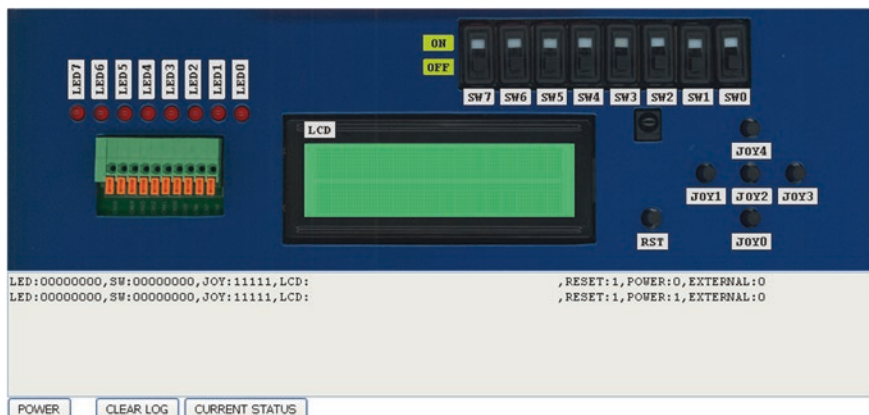 ON
OFF
LED7 LED6 LED5 LED4 LED3 LED2 LED1 LED0
SW7 SW6 SW5 SW4 SW3 SW2 SW1 SW0
LCD
JOY4
JOY1 JOY2 JOY3
RST JOY0
LED:00000000,SW:00000000,JOY:11111,LCD: ,RESET:1,POWER:0,EXTERNAL:0
LED:00000000,SW:00000000,JOY:11111,LCD: ,RESET:1,POWER:1,EXTERNAL:0
POWER CLEAR LOG CURRENT STATUS